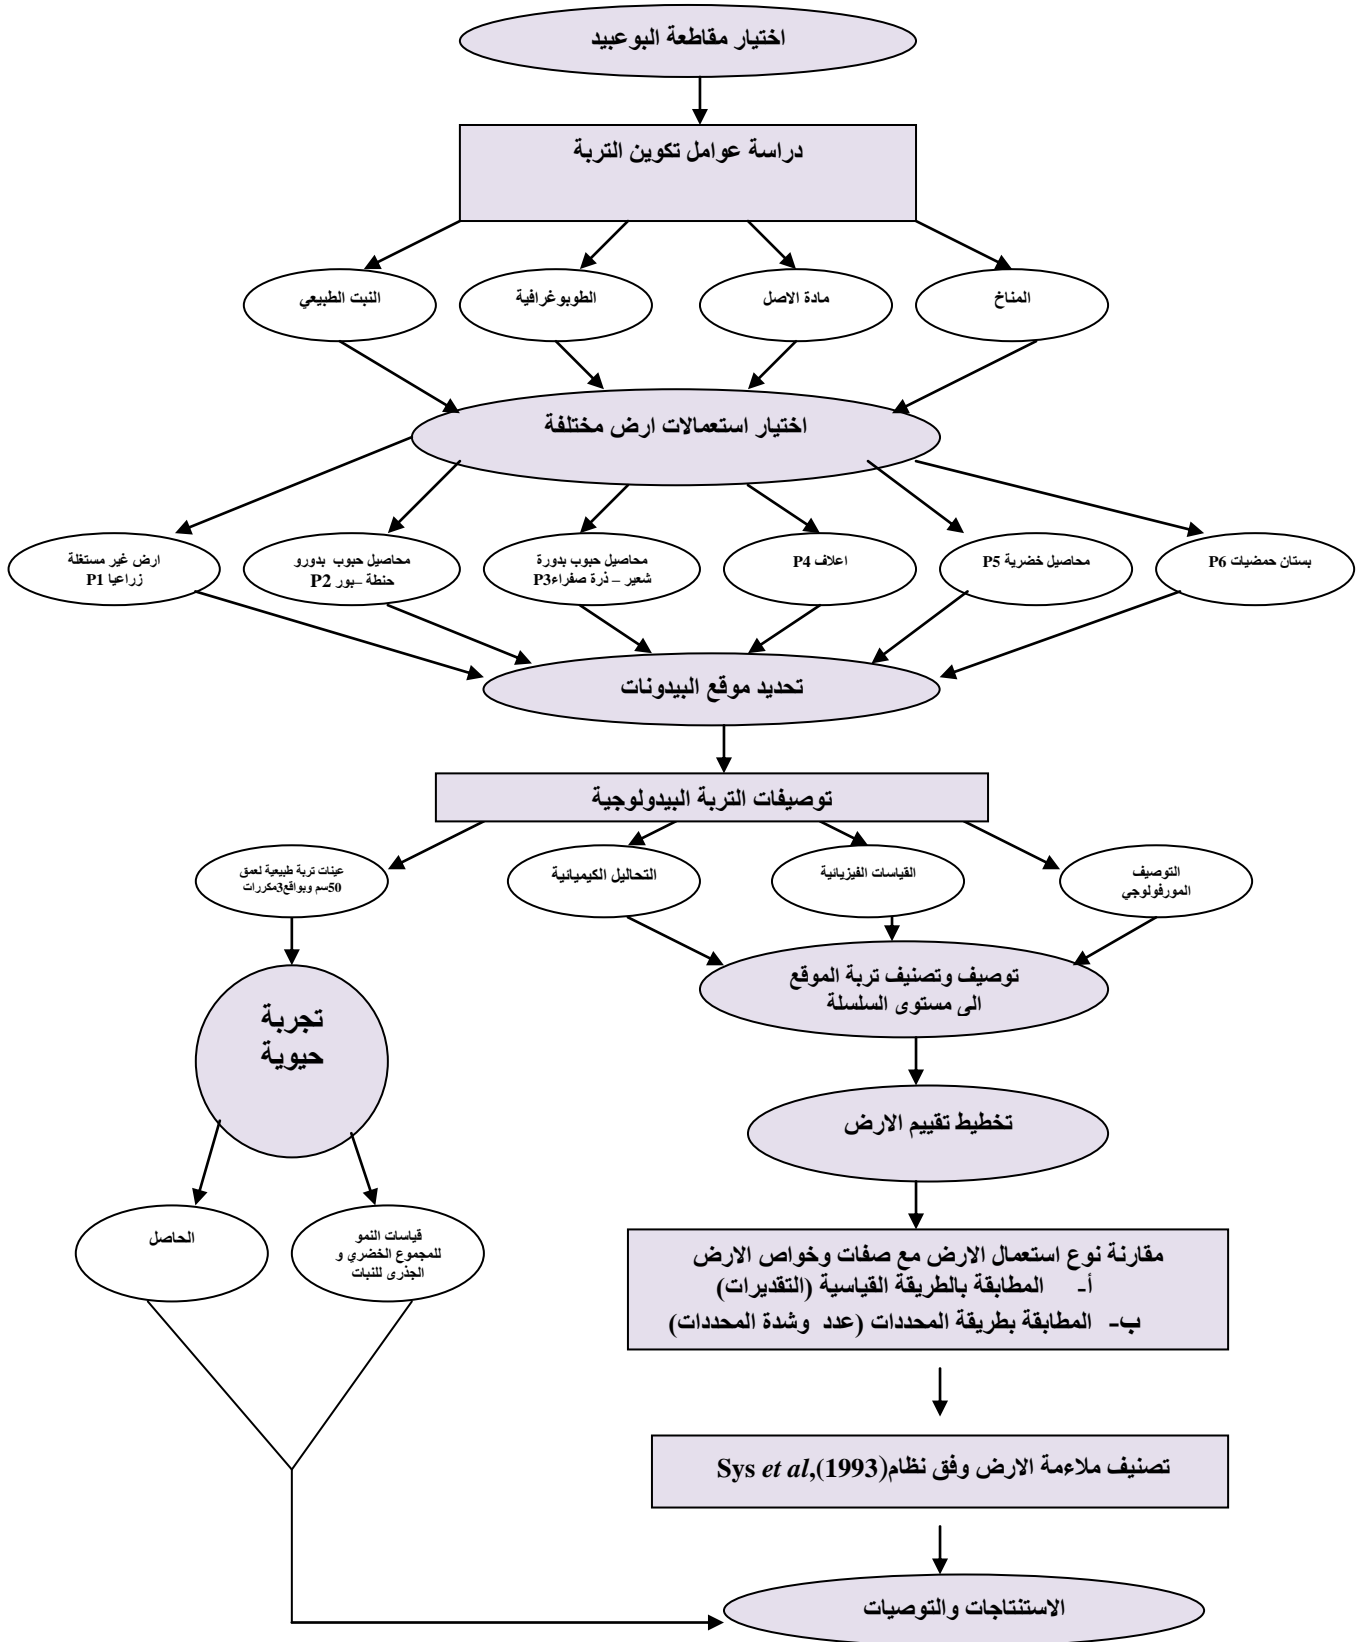 اختيار مقاطعة البوعبيد
دراسة عوامل تكوين التربة
المناخ
مادة الاصل
الطوبوغرافية
النبت الطبيعي
اختيار استعمالات ارض مختلفة
بستان حمضيات P6
محاصيل خضرية P5
اعلاف P4
محاصيل حبوب بدورة
شعير – ذرة صفراءP3
محاصيل حبوب بدورو
حنطة –بور P2
ارض غير مستغلة
زراعيا P1
تحديد موقع البيدونات
توصيفات التربة البيدولوجية
التوصيف
المورفولوجي
القياسات الفيزيائية
التحاليل الكيميائية
عينات تربة طبيعية لعمق
50سم وبواقع3مكررات
توصيف وتصنيف تربة الموقع
الى مستوى السلسلة
تجربة
حيوية
تخطيط تقييم الارض
قياسات النمو
للمجموع الخضري و
الجذرى للنبات
الحاصل
مقارنة نوع استعمال الارض مع صفات وخواص الارض
أ- المطابقة بالطريقة القياسية (التقديرات)
ب- المطابقة بطريقة المحددات (عدد وشدة المحددات)
تصنيف ملاءمة الارض وفق نظام Sys et al,(1993)
الاستنتاجات والتوصيات